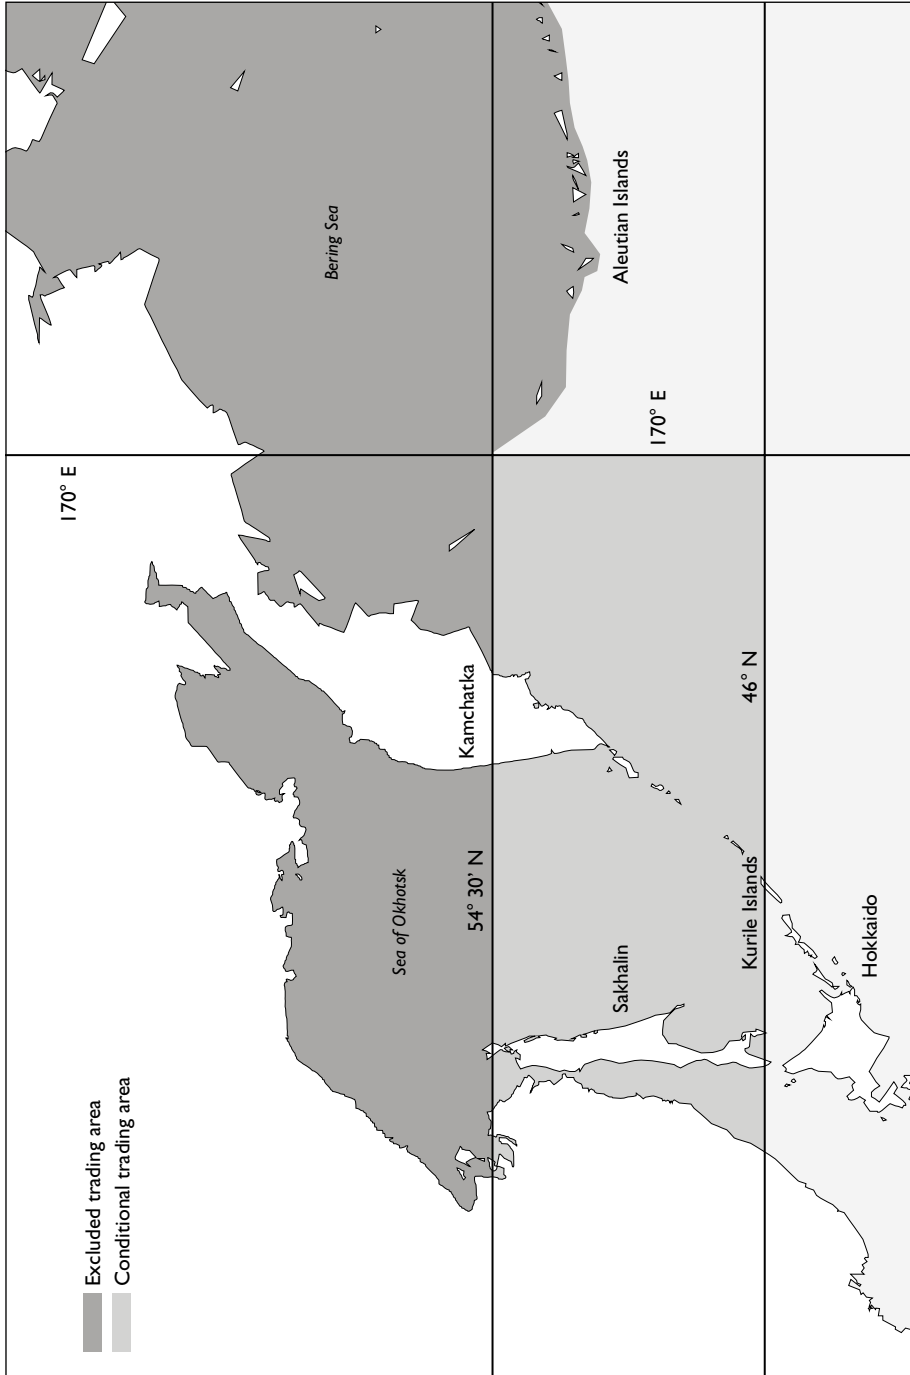 Excluded trading area
Conditional trading area
170° E
Bering Sea
Sea of Okhotsk
54° 30' N
Kamchatka
170° E
Aleutian Islands
Sakhalin
Kurile Islands
46° N
Hokkaido